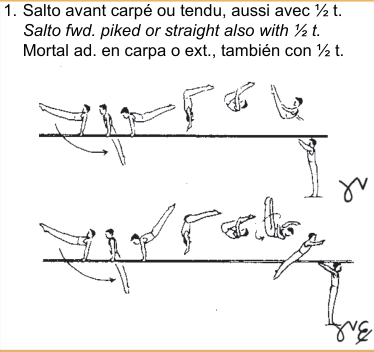 1. Salto avant carpé ou tendu, aussi avec ½ t.
Salto fwd. piked or straight also with ½ t.
Mortal ad. en carpa o ext., también con ½ t.